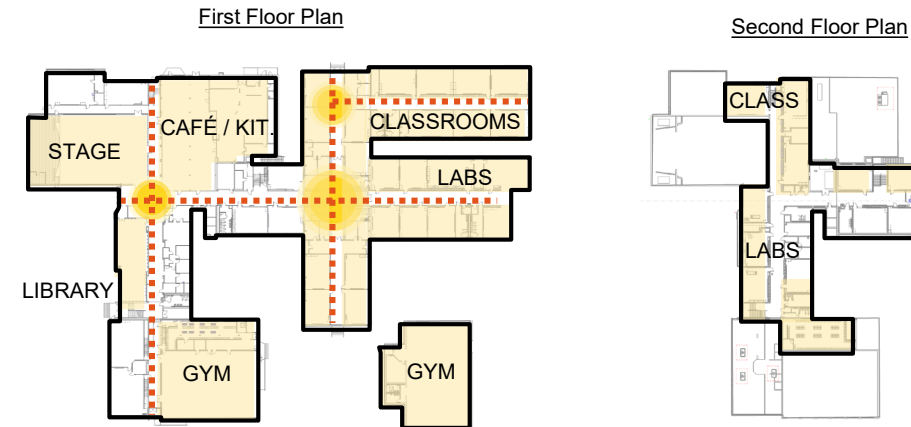 First Floor Plan
Second Floor Plan
CLASS
CAFÉ / KIT.
CLASSROOMS
STAGE
LABS
LABS
LIBRARY
GYM
GYM